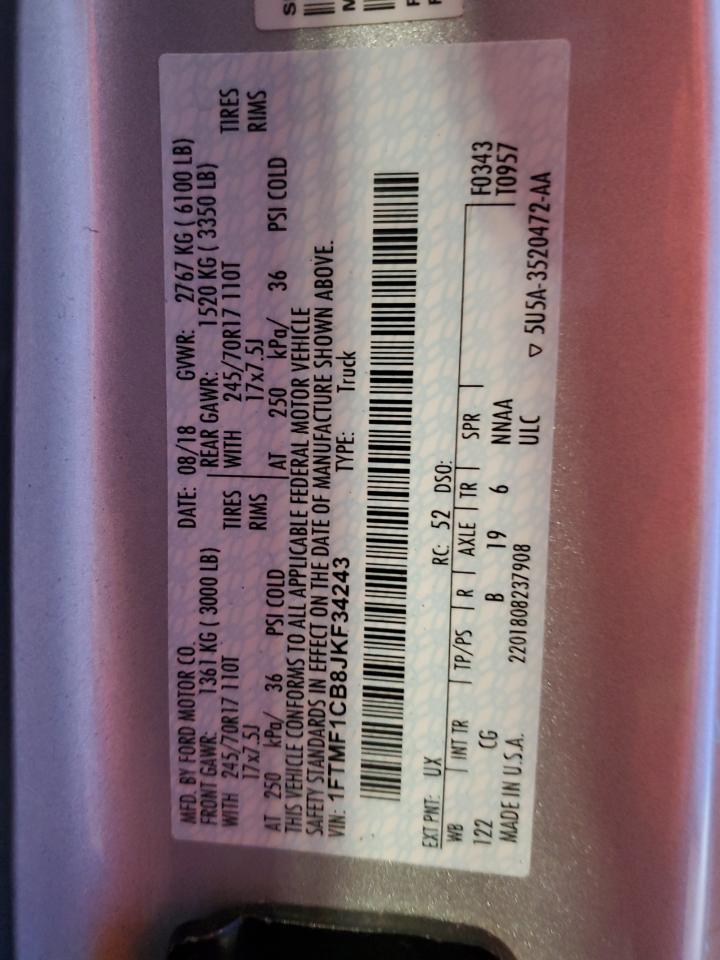 MFD. BY FORD MOTOR CO. DATE: 08/18 GVWR: 2767 KG ( 6100 LB)
FRONT GAWR: 1361 KG ( 3000 LB) REAR GAWR: 1520 KG ( 3350 LB)
WITH 245/70R17 110T TIRES WITH 245/70R17 110T TIRES
17x7.5J RIMS 17x7.5J RIMS
AT 250 kPa/ 36 PSI COLD AT 250 kPa/ 36 PSI COLD
THIS VEHICLE CONFORMS TO ALL APPLICABLE FEDERAL MOTOR VEHICLE
SAFETY STANDARDS IN EFFECT ON THE DATE OF MANUFACTURE SHOWN ABOVE.
VIN: 1FTMF1CB8JKF34243 TYPE: Truck
EXT PNT: UX RC: 52 DSO:
WB INT TR TP/PS R AXLE TR SPR F0343
122 CG B 19 6 NNAA T0957
MADE IN U.S.A. 2201808237908 ULC
▽ 5U5A-3520472-AA